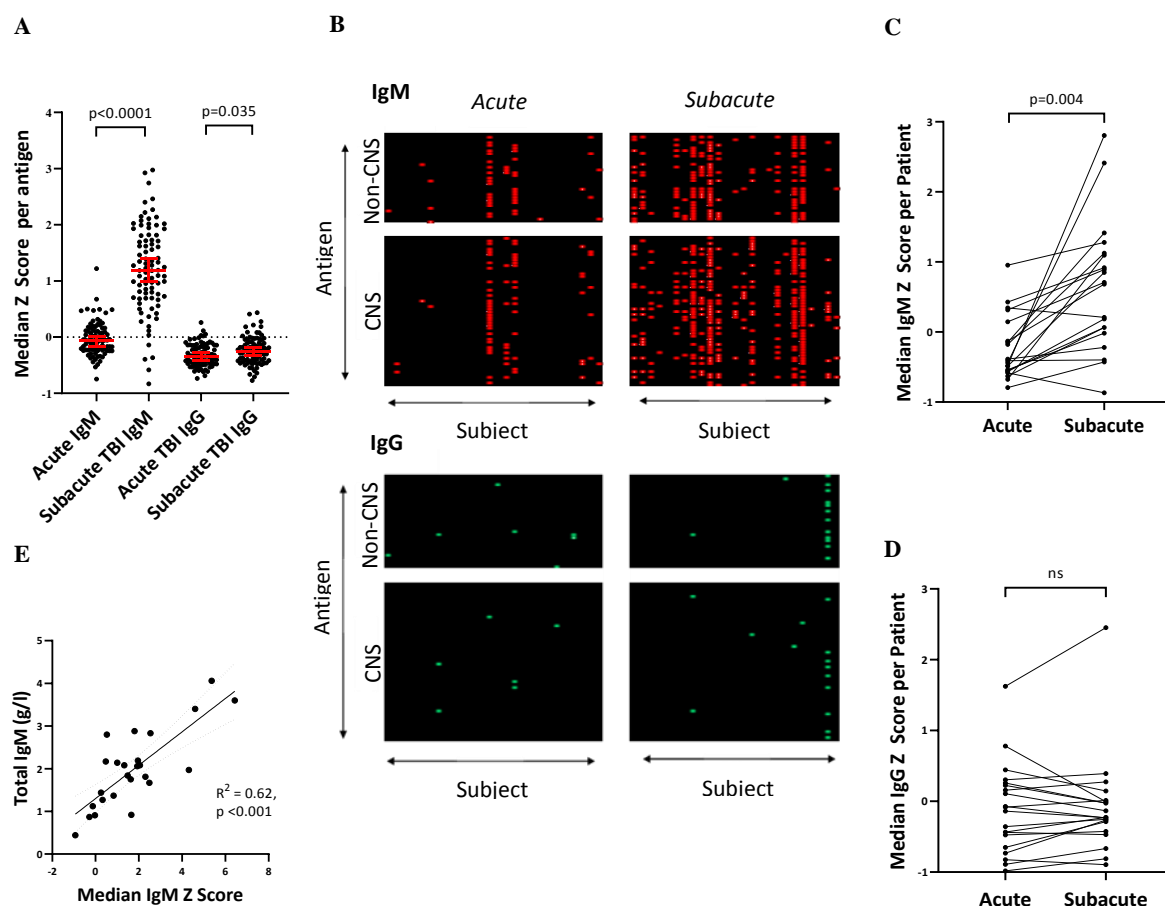 A
B
C
p<0.0001
p=0.035
Median Z Score per antigen
4
3
2
1
0
-1
Acute IgM
Subacute TBI IgM
Acute TBI IgG
Subacute TBI IgG
IgM
Acute
Subacute
Antigen
Non-CNS
CNS
Subject
Subject
IgG
Antigen
Non-CNS
CNS
Subject
Subject
p=0.004
Median IgM Z Score per Patient
3
2
1
0
-1
Acute
Subacute
E
Total IgM (g/l)
5
4
3
2
1
0
R² = 0.62,
p <0.001
0
2
4
6
8
Median IgM Z Score
D
ns
Median IgG Z Score per Patient
3
2
1
0
-1
Acute
Subacute